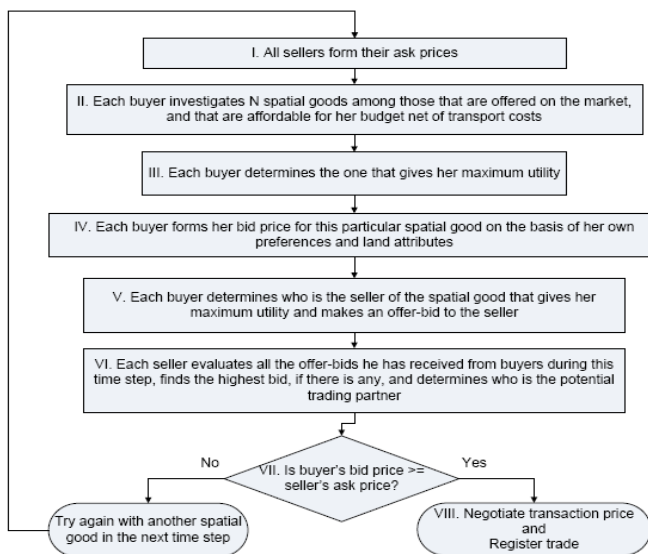 I. All sellers form their ask prices
II. Each buyer investigates N spatial goods among those that are offered on the market,
and that are affordable for her budget net of transport costs
III. Each buyer determines the one that gives her maximum utility
IV. Each buyer forms her bid price for this particular spatial good on the basis of her own
preferences and land attributes
V. Each buyer determines who is the seller of the spatial good that gives her
maximum utility and makes an offer-bid to the seller
VI. Each seller evaluates all the offer-bids he has received from buyers during this
time step, finds the highest bid, if there is any, and determines who is the potential
trading partner
VII. Is buyer's bid price >=
seller's ask price?
No
Yes
Try again with another spatial
good in the next time step
VIII. Negotiate transaction price
and
Register trade